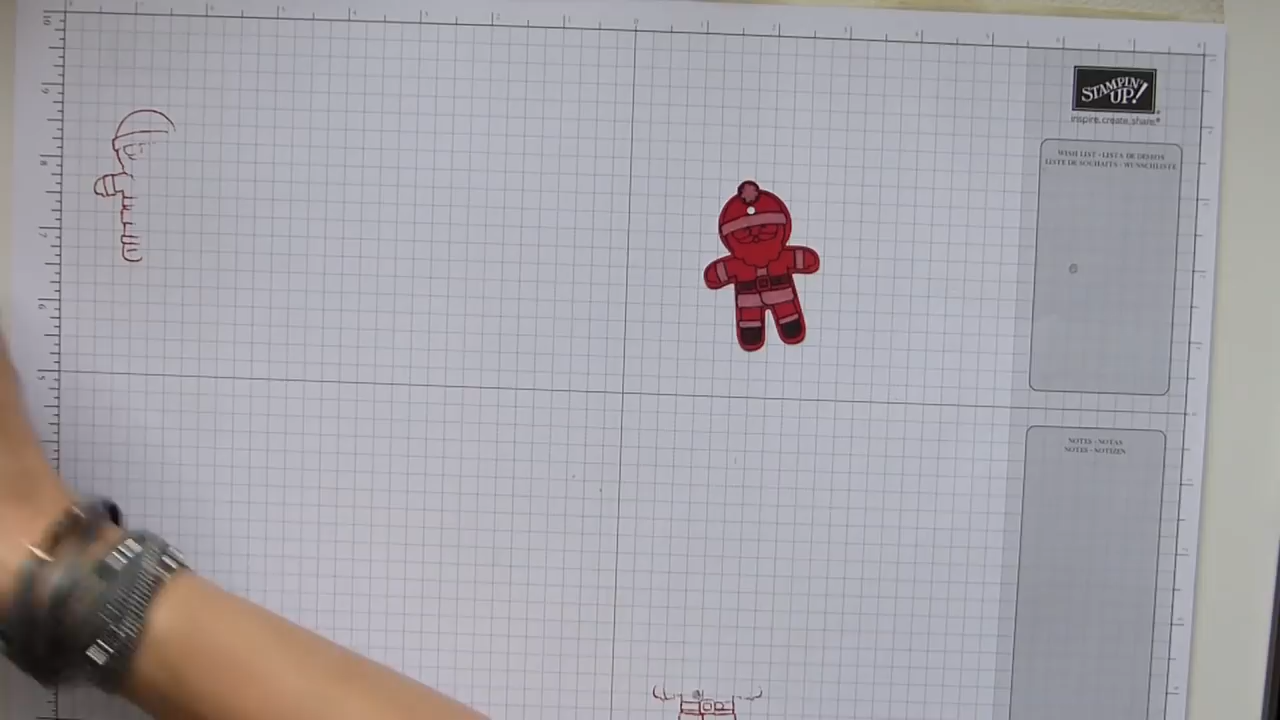 STAMPIN'
UP!
inspire. create. share.
WISH LIST • LISTA DE DESEOS
LISTE DE SOUHAITS • WUNSCHLISTE
NOTES • NOTAS
NOTES • NOTIZEN